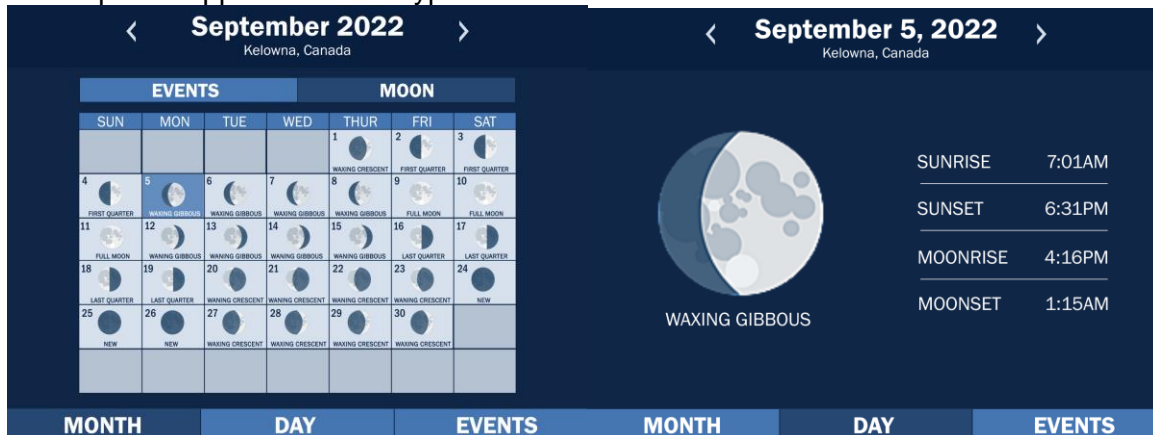 September 2022
Kelowna, Canada
EVENTS MOON
SUN MON TUE WED THUR FRI SAT
1 2 3
WAXING CRESCENT FIRST QUARTER FIRST QUARTER
4 5 6 7 8 9 10
FIRST QUARTER WAXING GIBBOUS WAXING GIBBOUS WAXING GIBBOUS WAXING GIBBOUS FULL MOON FULL MOON
11 12 13 14 15 16 17
FULL MOON WANING GIBBOUS WANING GIBBOUS WANING GIBBOUS WANING GIBBOUS LAST QUARTER LAST QUARTER
18 19 20 21 22 23 24
LAST QUARTER LAST QUARTER WANING CRESCENT WANING CRESCENT WANING CRESCENT WANING CRESCENT NEW
25 26 27 28 29 30
NEW NEW WAXING CRESCENT WAXING CRESCENT WAXING CRESCENT WAXING CRESCENT
MONTH DAY EVENTS
September 5, 2022
Kelowna, Canada
WAXING GIBBOUS
SUNRISE 7:01AM
SUNSET 6:31PM
MOONRISE 4:16PM
MOONSET 1:15AM
MONTH DAY EVENTS